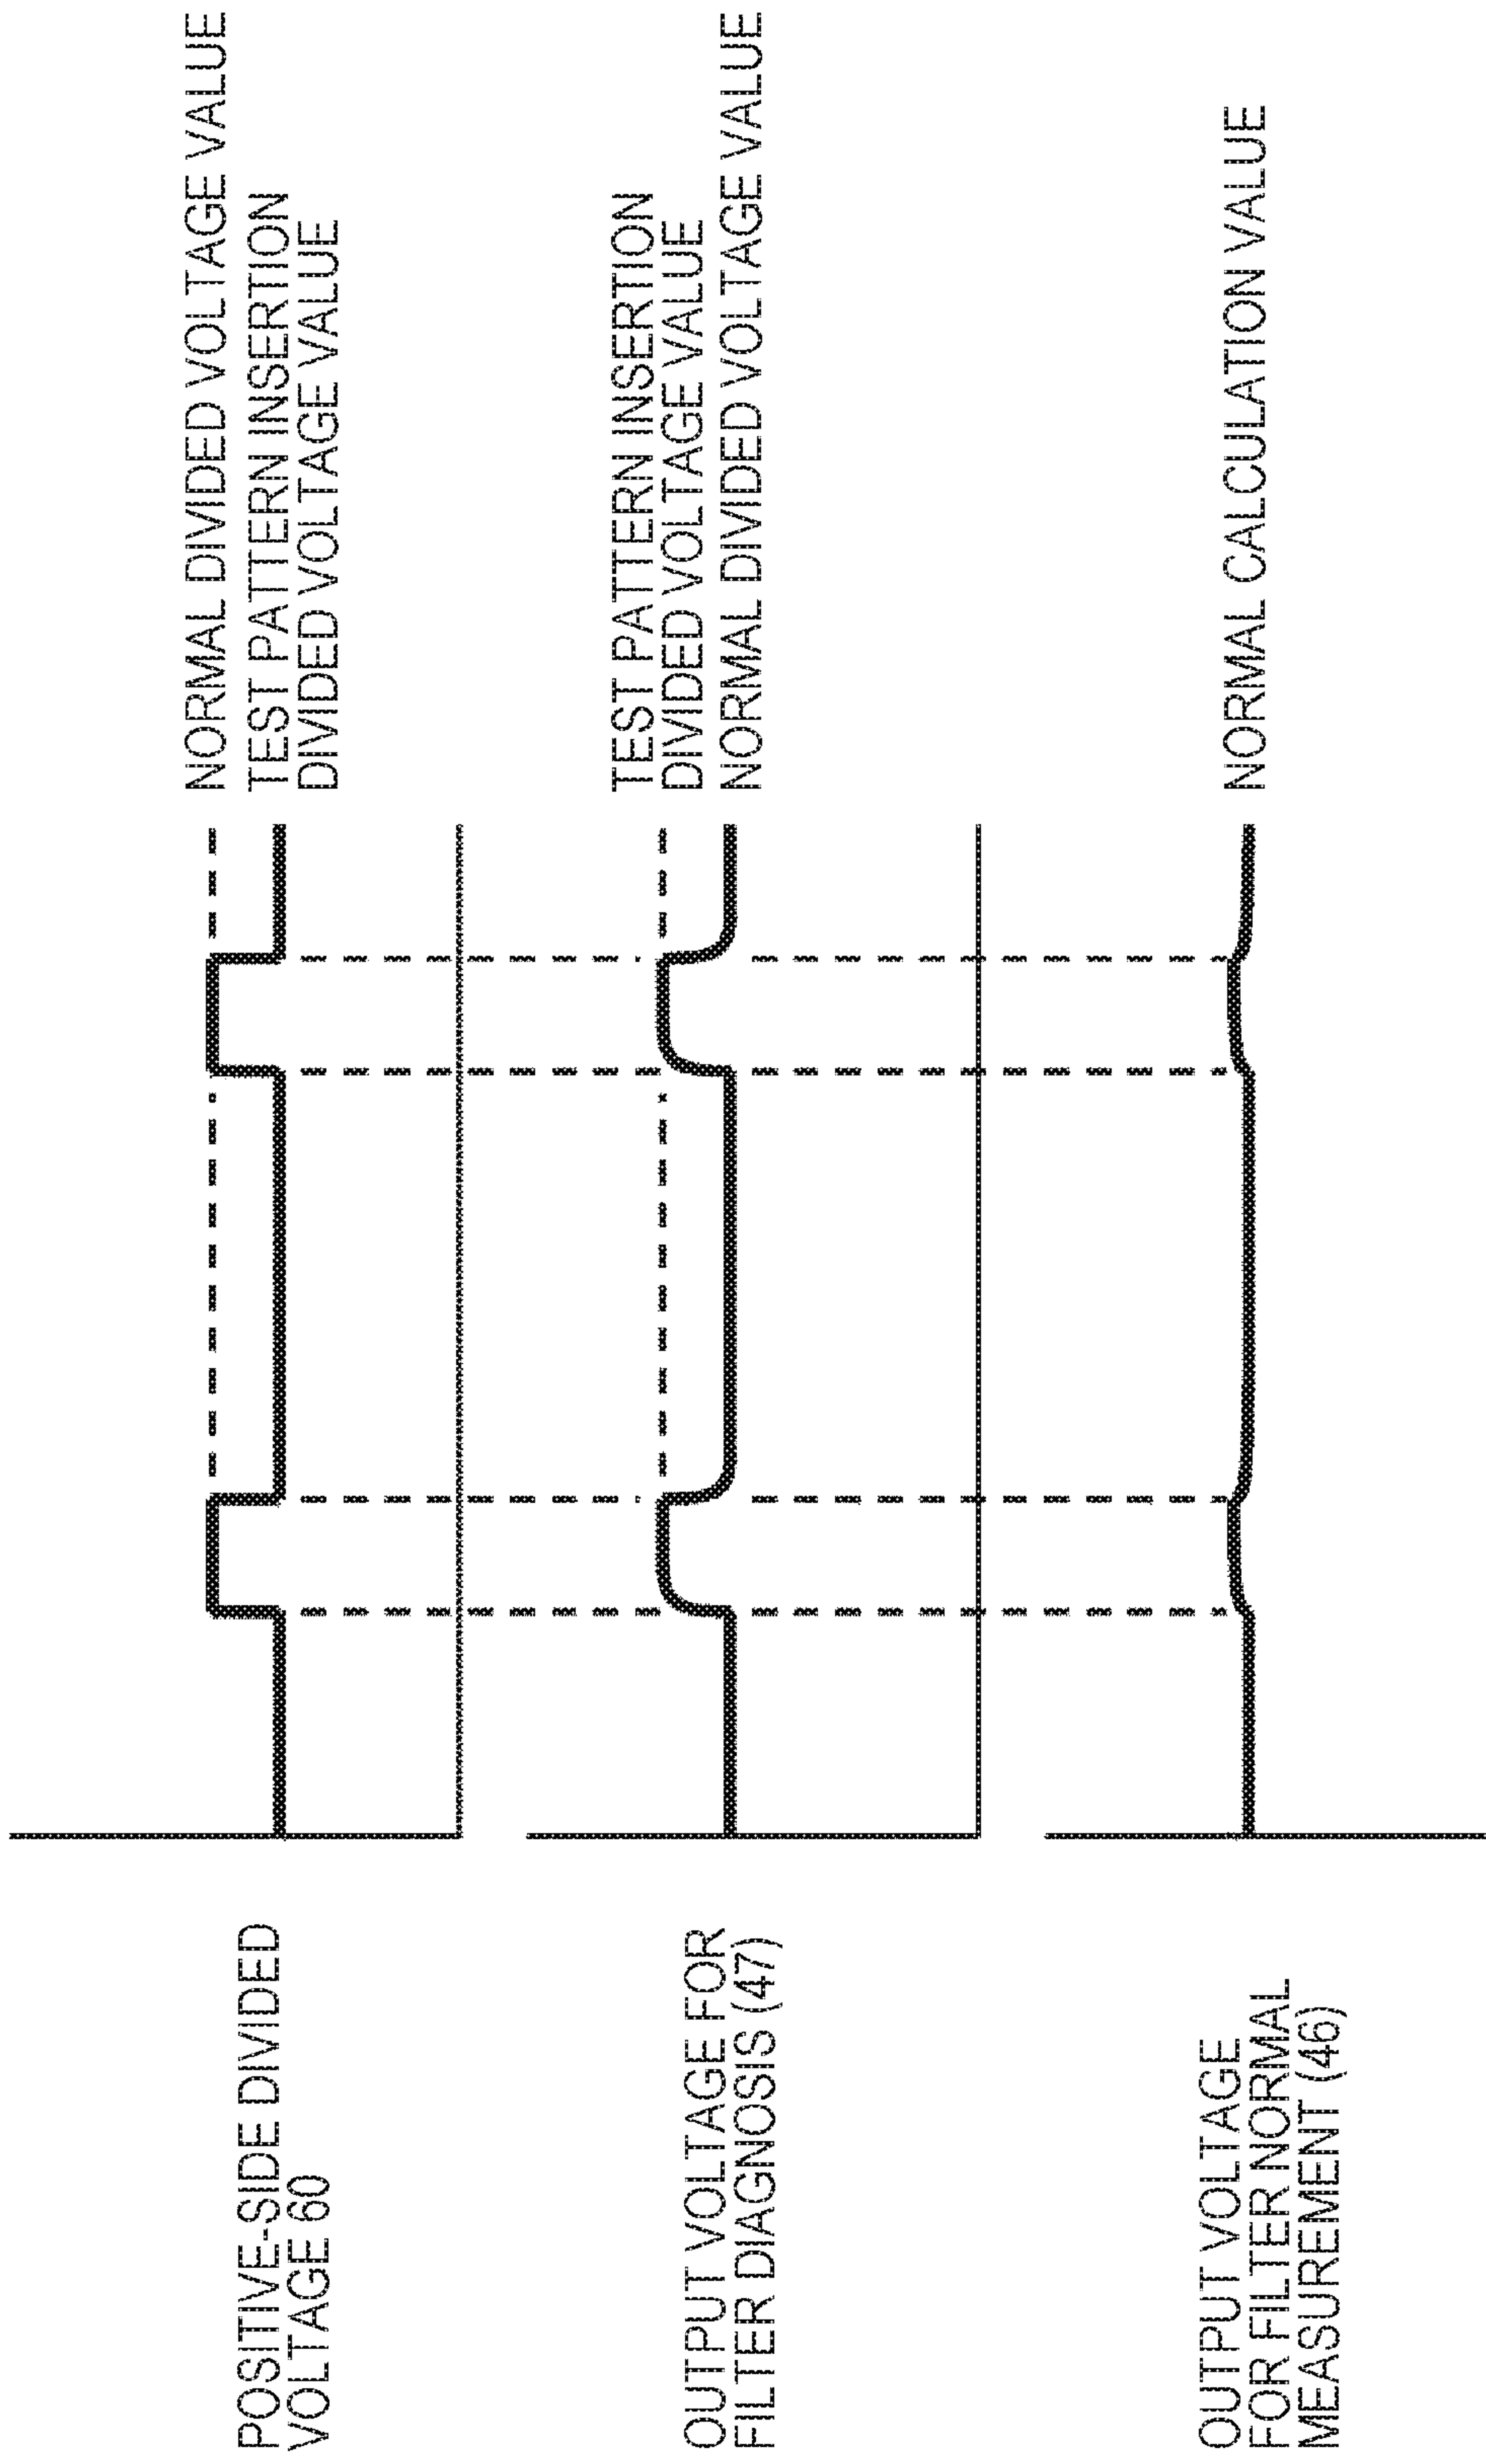 POSITIVE-SIDE DIVIDED
VOLTAGE 60
NORMAL DIVIDED VOLTAGE VALUE
TEST PATTERN INSERTION
DIVIDED VOLTAGE VALUE
OUTPUT VOLTAGE FOR
FILTER DIAGNOSIS (47)
TEST PATTERN INSERTION
DIVIDED VOLTAGE VALUE
NORMAL DIVIDED VOLTAGE VALUE
OUTPUT VOLTAGE
FOR FILTER NORMAL
MEASUREMENT (46)
NORMAL CALCULATION VALUE